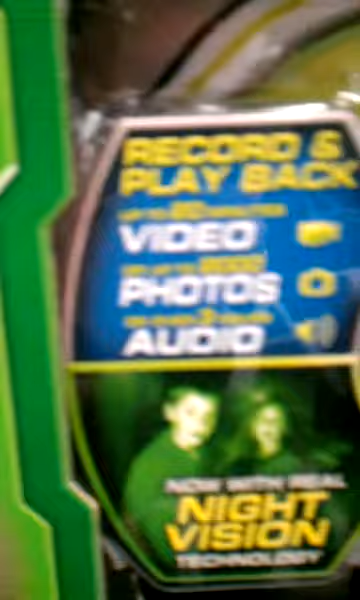 RECORD &
PLAY BACK
VIDEO
PHOTOS
AUDIO
NOW WITH REAL
NIGHT
VISION
TECHNOLOGY